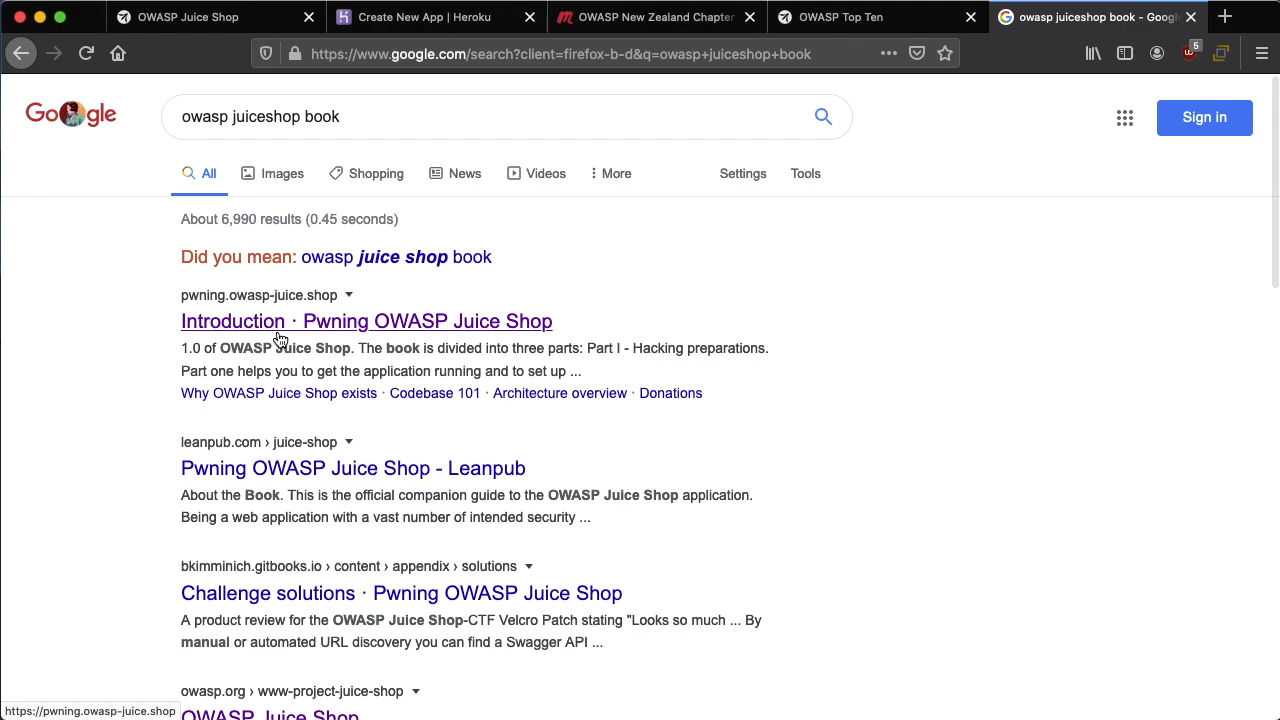 OWASP Juice Shop
Create New App | Heroku
OWASP New Zealand Chapter
OWASP Top Ten
owasp juiceshop book - Googl
https://www.google.com/search?client=firefox-b-d&q=owasp+juiceshop+book
5
Google
owasp juiceshop book
Sign in
All
Images
Shopping
News
Videos
More
Settings
Tools
About 6,990 results (0.45 seconds)
Did you mean: owasp juice shop book
pwning.owasp-juice.shop
Introduction · Pwning OWASP Juice Shop
1.0 of OWASP Juice Shop. The book is divided into three parts: Part I - Hacking preparations.
Part one helps you to get the application running and to set up ...
Why OWASP Juice Shop exists · Codebase 101 · Architecture overview · Donations
leanpub.com › juice-shop
Pwning OWASP Juice Shop - Leanpub
About the Book. This is the official companion guide to the OWASP Juice Shop application.
Being a web application with a vast number of intended security ...
bkimminich.gitbooks.io › content › appendix › solutions
Challenge solutions · Pwning OWASP Juice Shop
A product review for the OWASP Juice Shop-CTF Velcro Patch stating "Looks so much ... By
manual or automated URL discovery you can find a Swagger API ...
owasp.org › www-project-juice-shop
OWASP Juice Shop
https://pwning.owasp-juice.shop